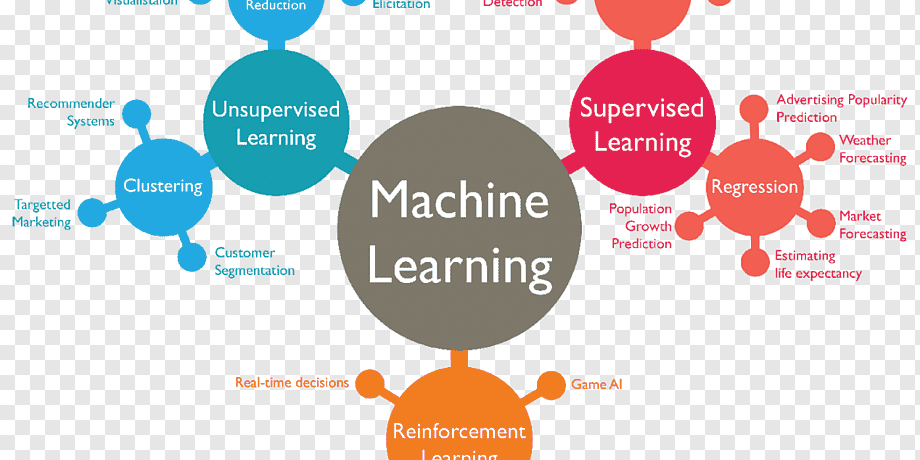 Visualistaion
Reduction
Elicitation
Detection
Recommender
Systems
Unsupervised
Learning
Clustering
Targetted
Marketing
Customer
Segmentation
Machine
Learning
Supervised
Learning
Advertising Popularity
Prediction
Weather
Forecasting
Regression
Population
Growth
Prediction
Market
Forecasting
Estimating
life expectancy
Real-time decisions
Game AI
Reinforcement
Learning